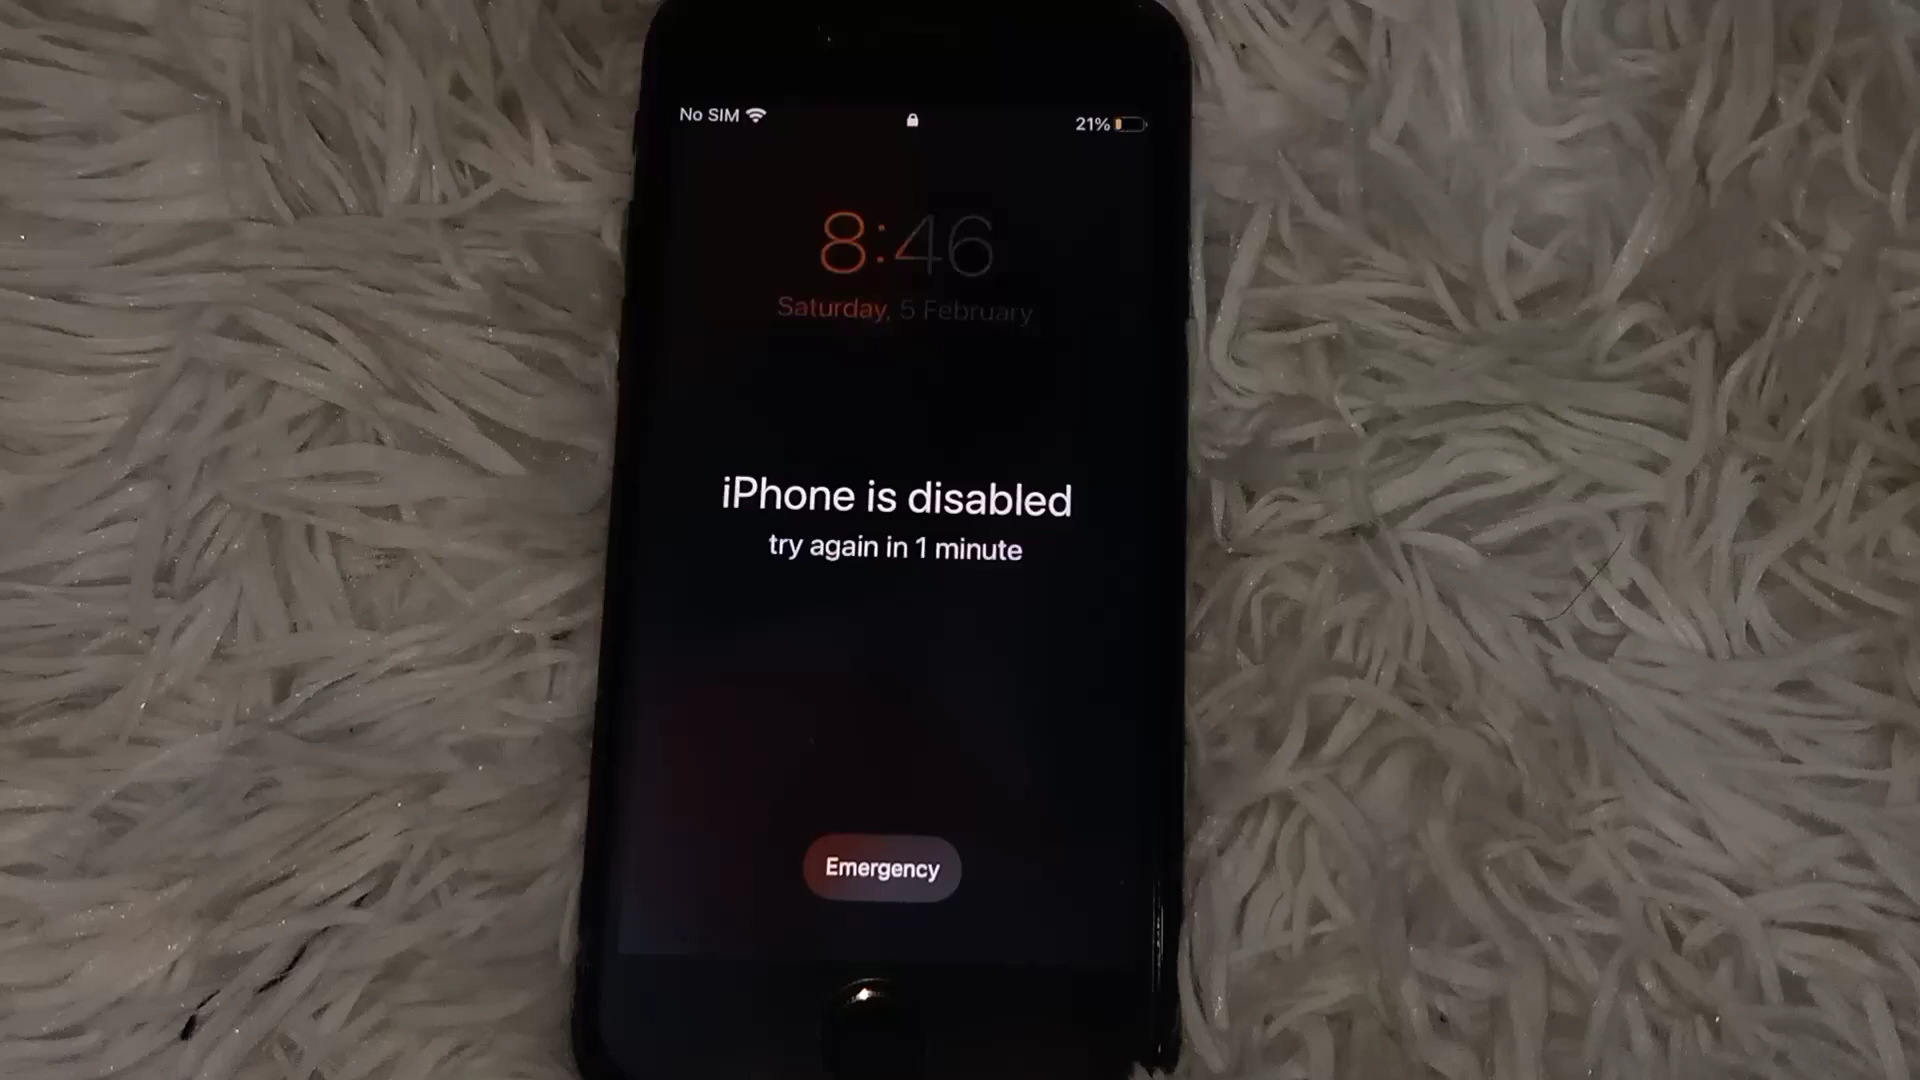 No SIM
21%
8:46
Saturday, 5 February
iPhone is disabled
try again in 1 minute
Emergency